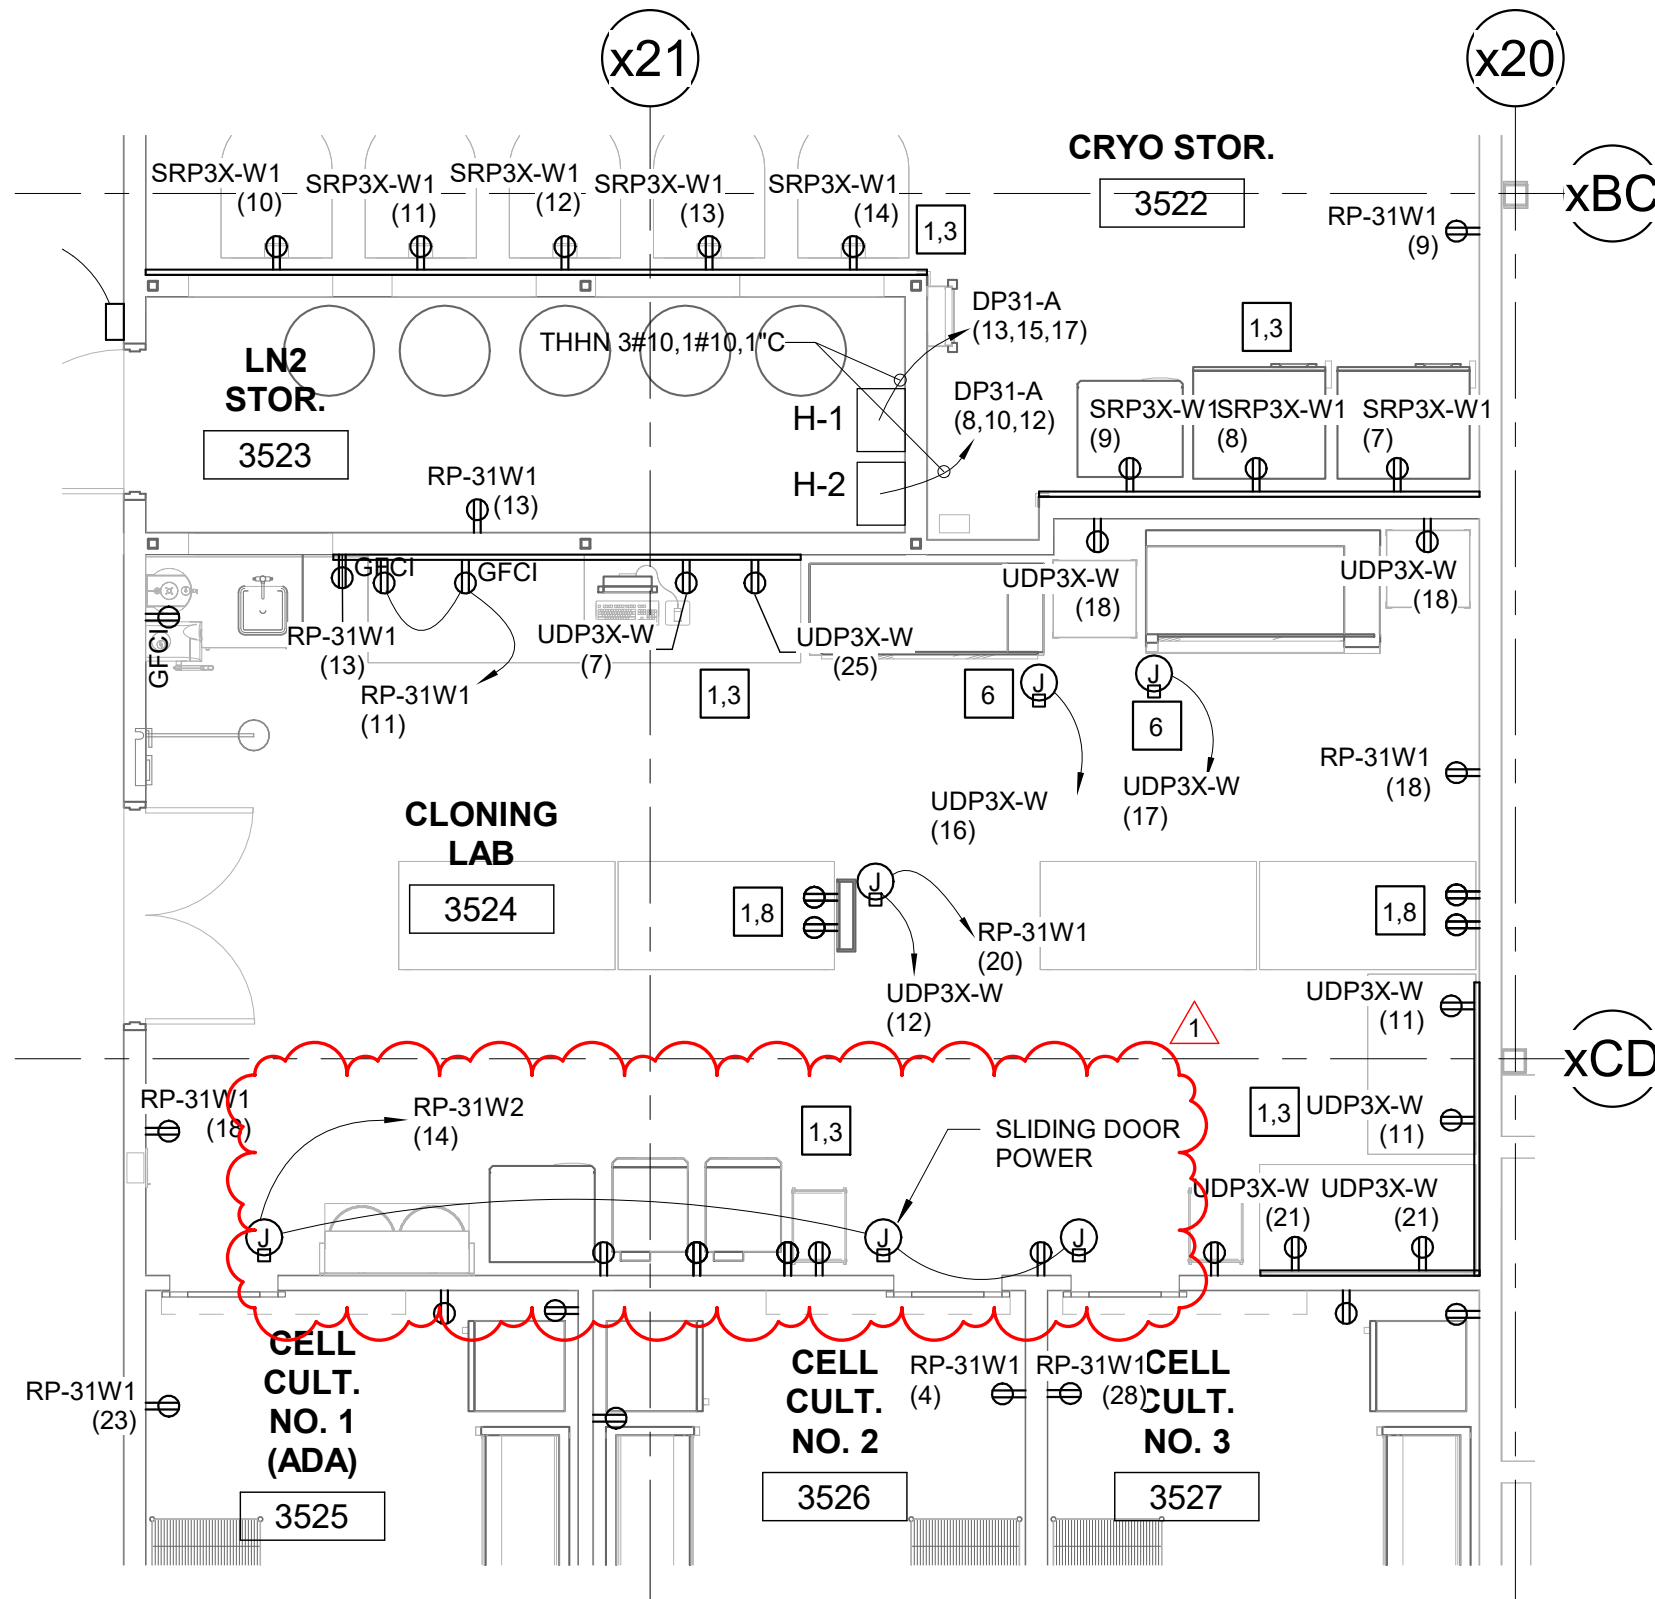 x21
x20
CRYO STOR.
3522
xBC
SRP3X-W1
(10)
SRP3X-W1
(11)
SRP3X-W1
(12)
SRP3X-W1
(13)
SRP3X-W1
(14)
1,3
RP-31W1
(9)
DP31-A
(13,15,17)
1,3
THHN 3#10,1#10,1"C
LN2
STOR.
3523
H-1
H-2
DP31-A
(8,10,12)
SRP3X-W1
(9)
SRP3X-W1
(8)
SRP3X-W1
(7)
RP-31W1
(13)
GFCI
GFCI
GFCI
RP-31W1
(13)
RP-31W1
(11)
UDP3X-W
(7)
1,3
UDP3X-W
(25)
UDP3X-W
(18)
UDP3X-W
(18)
6
J
J
6
UDP3X-W
(16)
UDP3X-W
(17)
RP-31W1
(18)
CLONING
LAB
3524
1,8
J
RP-31W1
(20)
UDP3X-W
(12)
1,8
UDP3X-W
(11)
1
xCD
RP-31W1
(18)
RP-31W2
(14)
1,3
SLIDING DOOR
POWER
1,3
UDP3X-W
(11)
UDP3X-W
(21)
UDP3X-W
(21)
J
J
J
RP-31W1
(23)
CELL
CULT.
NO. 1
(ADA)
3525
CELL
CULT.
NO. 2
3526
RP-31W1
(4)
RP-31W1
(28)
CELL
CULT.
NO. 3
3527